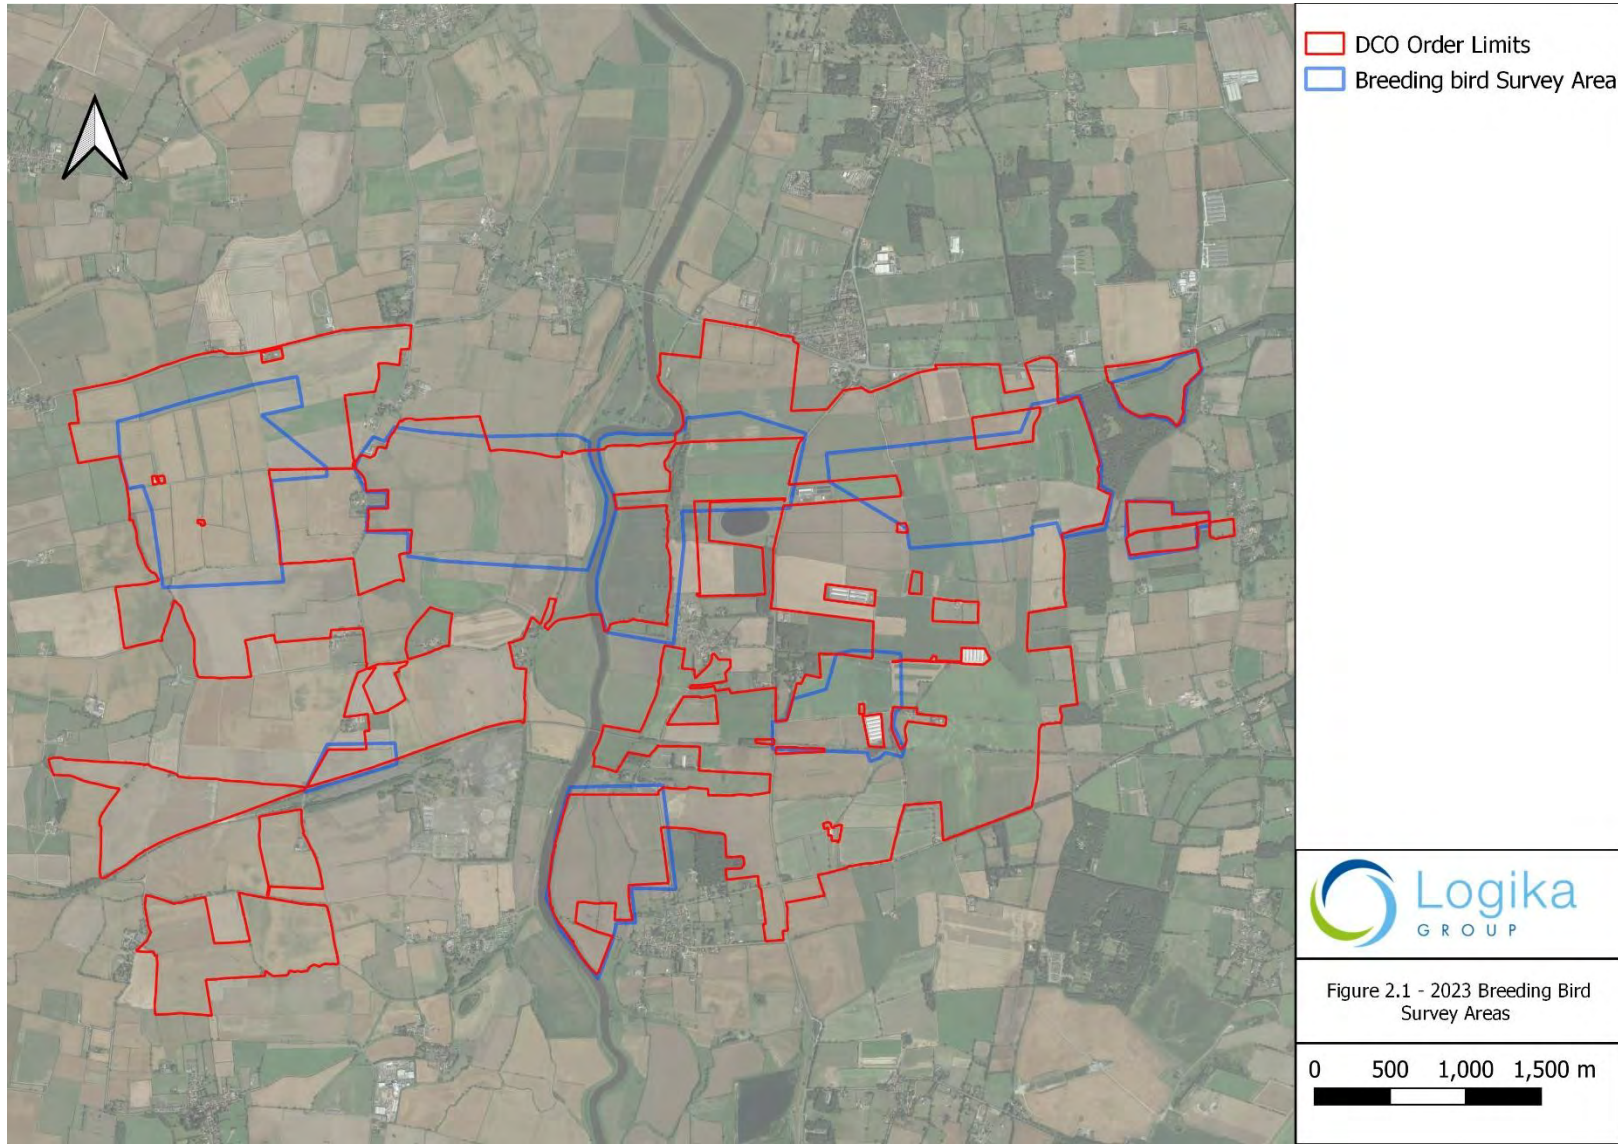 DCO Order Limits
Breeding bird Survey Area
Logika
GROUP
Figure 2.1 - 2023 Breeding Bird
Survey Areas
0 500 1,000 1,500 m